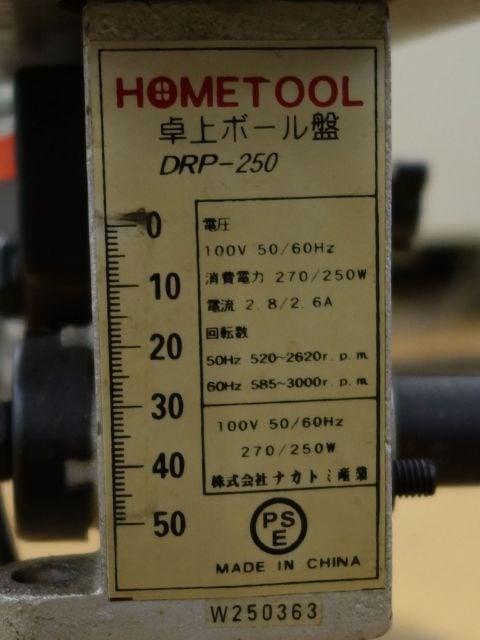 HOMETOOL
卓上ボール盤
DRP-250
0
10
20
30
40
50
電圧
100V 50/60Hz
消費電力 270/250W
電流 2.8/2.6A
回転数
50Hz 520~2620r.p.m.
60Hz 585~3000r.p.m.
100V 50/60Hz
270/250W
株式会社ナカトミ産業
PS
E
MADE IN CHINA
W250363